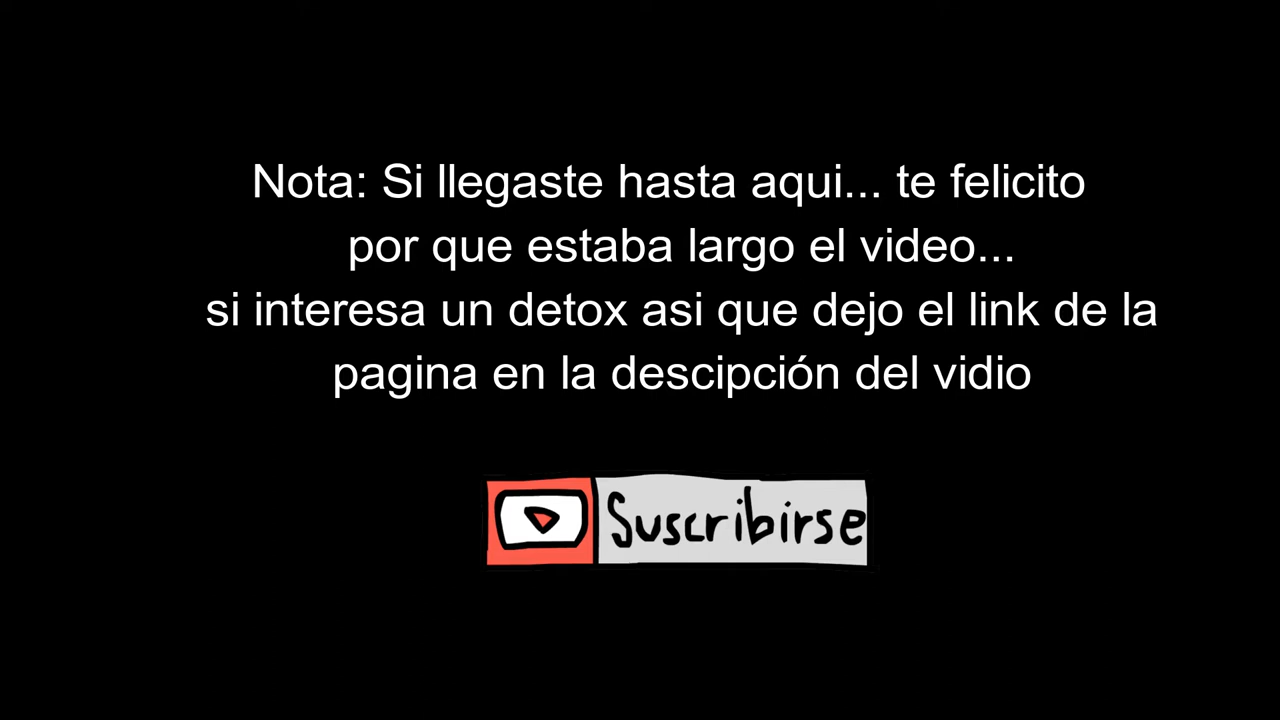 Nota: Si llegaste hasta aqui... te felicito
por que estaba largo el video...
si interesa un detox asi que dejo el link de la
pagina en la descipción del vidio
Suscribirse